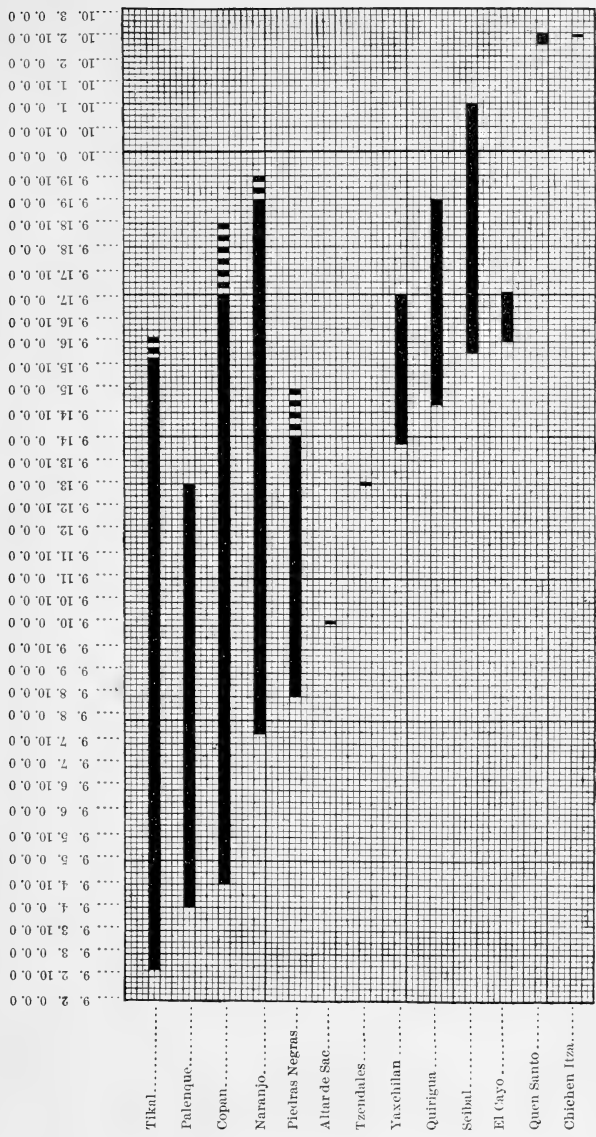 10. 3. 0. 0. 0
10. 2. 10. 0. 0
10. 2. 0. 0. 0
10. 1. 10. 0. 0
10. 1. 0. 0. 0
10. 0. 10. 0. 0
10. 0. 0. 0. 0
9. 19. 10. 0. 0
9. 19. 0. 0. 0
9. 18. 10. 0. 0
9. 18. 0. 0. 0
9. 17. 10. 0. 0
9. 17. 0. 0. 0
9. 16. 10. 0. 0
9. 16. 0. 0. 0
9. 15. 10. 0. 0
9. 15. 0. 0. 0
9. 14. 10. 0. 0
9. 14. 0. 0. 0
9. 13. 10. 0. 0
9. 13. 0. 0. 0
9. 12. 10. 0. 0
9. 12. 0. 0. 0
9. 11. 10. 0. 0
9. 11. 0. 0. 0
9. 10. 10. 0. 0
9. 10. 0. 0. 0
9. 9. 10. 0. 0
9. 9. 0. 0. 0
9. 8. 10. 0. 0
9. 8. 0. 0. 0
9. 7. 10. 0. 0
9. 7. 0. 0. 0
9. 6. 10. 0. 0
9. 6. 0. 0. 0
9. 5. 10. 0. 0
9. 5. 0. 0. 0
9. 4. 10. 0. 0
9. 4. 0. 0. 0
9. 3. 10. 0. 0
9. 3. 0. 0. 0
9. 2. 10. 0. 0
9. 2. 0. 0. 0
Tikal
Palenque
Copan
Naranjo
Piedras Negras
Altar de Sac
Tzendales
Yaxchilan
Quirigua
Seibal
El Cayo
Quen Santo
Chichen Itza